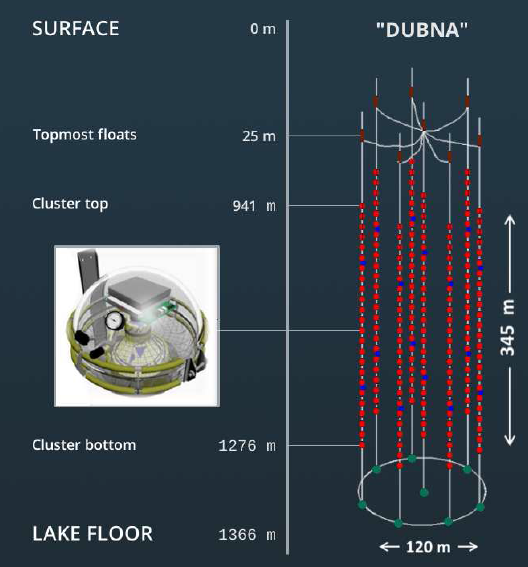 SURFACE 0 m "DUBNA"
Topmost floats 25 m
Cluster top 941 m
345 m
Cluster bottom 1276 m
LAKE FLOOR 1366 m
120 m